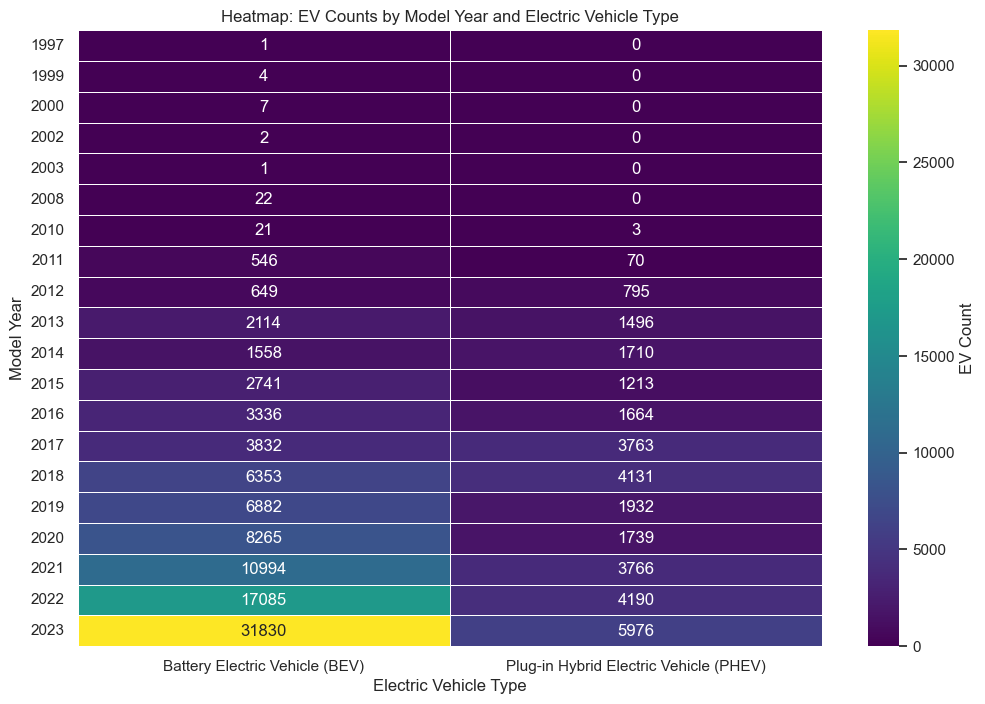 Heatmap: EV Counts by Model Year and Electric Vehicle Type
1997 1 0
1999 4 0
2000 7 0
2002 2 0
2003 1 0
2008 22 0
2010 21 3
2011 546 70
2012 649 795
2013 2114 1496
2014 1558 1710
2015 2741 1213
2016 3336 1664
2017 3832 3763
2018 6353 4131
2019 6882 1932
2020 8265 1739
2021 10994 3766
2022 17085 4190
2023 31830 5976
Model Year
Battery Electric Vehicle (BEV) Plug-in Hybrid Electric Vehicle (PHEV)
Electric Vehicle Type
30000
25000
20000
15000
10000
5000
0
EV Count